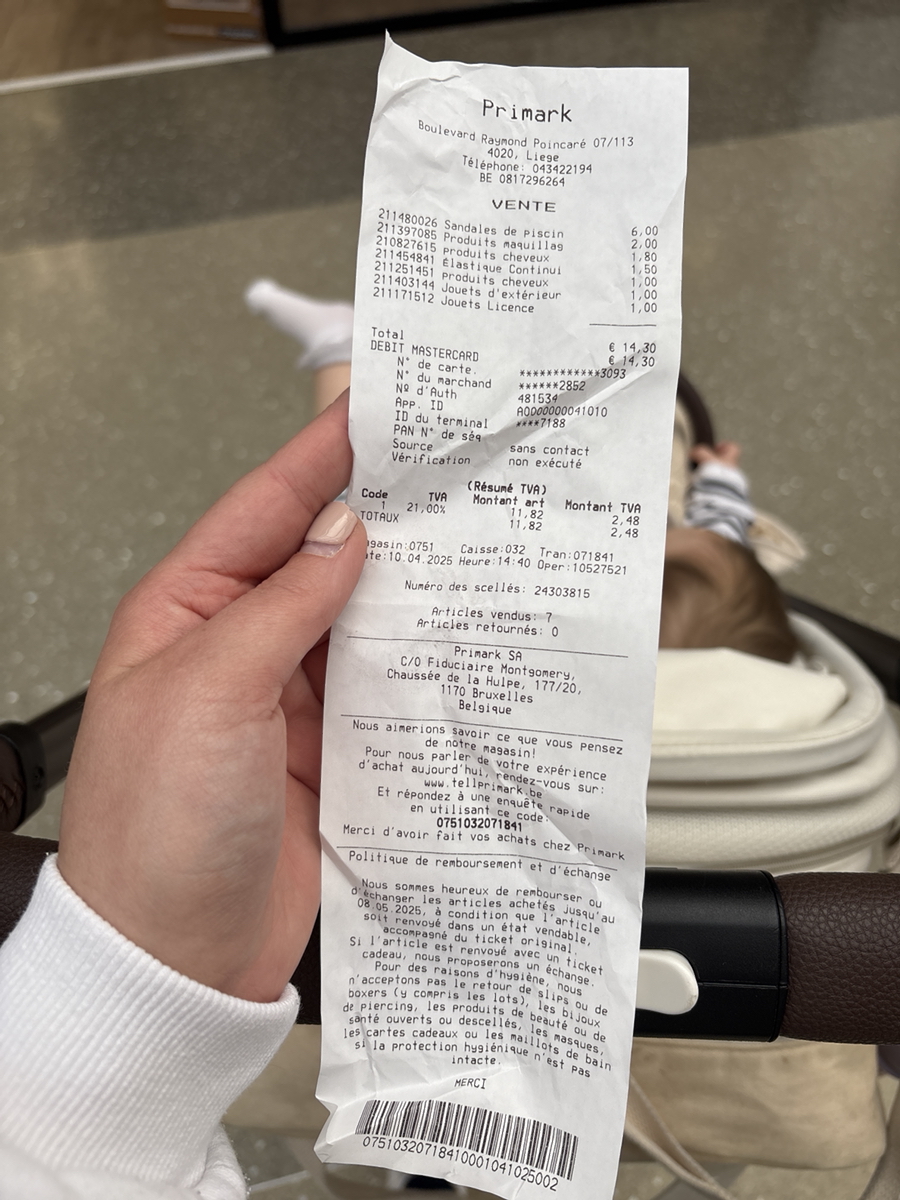 Primark
Boulevard Raymond Poincaré 07/113
4020, Liege
Téléphone: 043422194
BE 0817296264
VENTE
211480026 Sandales de piscin 6,00
211397085 Produits maquillag 2,00
210827615 Produits cheveux 1,80
211454841 Élastique Continui 1,50
211251451 Produits cheveux 1,00
211403144 Jouets d'extérieur 1,00
211171512 Jouets Licence 1,00
Total € 14,30
DEBIT MASTERCARD € 14,30
N° de carte. ************3093
N° du marchand ******2852
Nº d'Auth 481534
App. ID A0000000041010
ID du terminal ****7188
PAN N° de séq
Source sans contact
Vérification non exécuté
(Résumé TVA)
Code TVA Montant art Montant TVA
1 21,00% 11,82 2,48
TOTAUX 11,82 2,48
agasin:0751 Caisse:032 Tran:071841
ate:10.04.2025 Heure:14:40 Oper:10527521
Numéro des scellés: 24303815
Articles vendus: 7
Articles retournés: 0
Primark SA
C/O Fiduciaire Montgomery,
Chaussée de la Hulpe, 177/20,
1170 Bruxelles
Belgique
Nous aimerions savoir ce que vous pensez
de notre magasin!
Pour nous parler de votre expérience
d'achat aujourd'hui, rendez-vous sur:
www.tellprimark.be
Et répondez à une enquête rapide
en utilisant ce code:
0751032071841
Merci d'avoir fait vos achats chez Primark
Politique de remboursement et d'échange
Nous sommes heureux de rembourser ou
d'échanger les articles achetés jusqu'au
08.05.2025, à condition que l'article
soit renvoyé dans un état vendable,
accompagné du ticket original.
Si l'article est renvoyé avec un ticket
cadeau, nous proposerons un échange.
Pour des raisons d'hygiène, nous
n'acceptons pas le retour de slips ou de
boxers (y compris les lots), les bijoux
de piercing, les produits de beauté ou de
santé ouverts ou descellés, les masques,
les cartes cadeaux ou les maillots de bain
si la protection hygiénique n'est pas
intacte.
MERCI
07510320718410001041025002